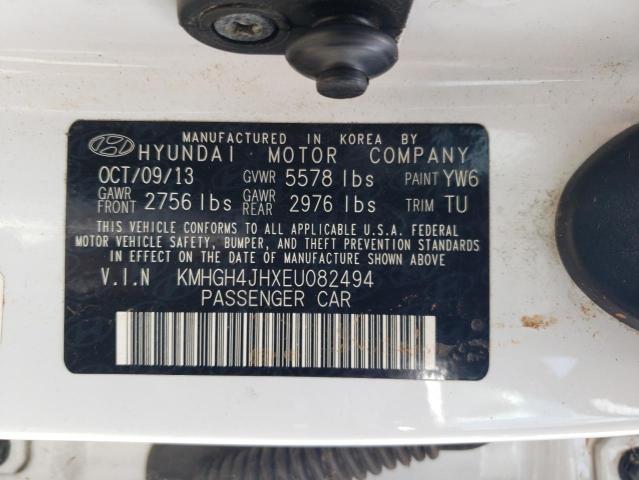 MANUFACTURED IN KOREA BY
HYUNDAI MOTOR COMPANY
OCT/09/13 GVWR 5578 lbs PAINT YW6
GAWR FRONT 2756 lbs GAWR REAR 2976 lbs TRIM TU
THIS VEHICLE CONFORMS TO ALL APPLICABLE U.S.A. FEDERAL
MOTOR VEHICLE SAFETY, BUMPER, AND THEFT PREVENTION STANDARDS
IN EFFECT ON THE DATE OF MANUFACTURE SHOWN ABOVE.
V.I.N KMHGH4JHXEU082494
PASSENGER CAR